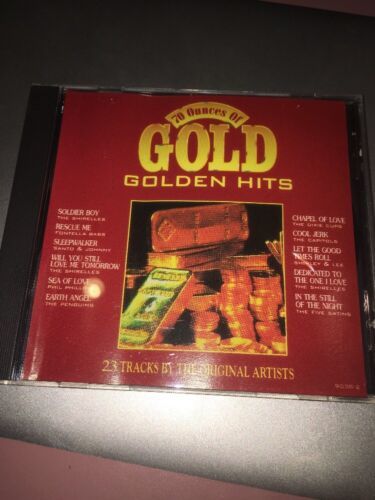 70 Ounces Of
GOLD
GOLDEN HITS
SOLDIER BOY
THE SHIRELLES
RESCUE ME
FONTELLA BASS
SLEEPWALKER
SANTO & JOHNNY
WILL YOU STILL
LOVE ME TOMORROW
THE SHIRELLES
SEA OF LOVE
PHIL PHILLIPS
EARTH ANGEL
THE PENGUINS
CHAPEL OF LOVE
THE DIXIE CUPS
COOL JERK
THE CAPITOLS
LET THE GOOD
TIMES ROLL
SHIRLEY & LEE
DEDICATED TO
THE ONE I LOVE
THE SHIRELLES
IN THE STILL
OF THE NIGHT
THE FIVE SATINS
23 TRACKS BY THE ORIGINAL ARTISTS